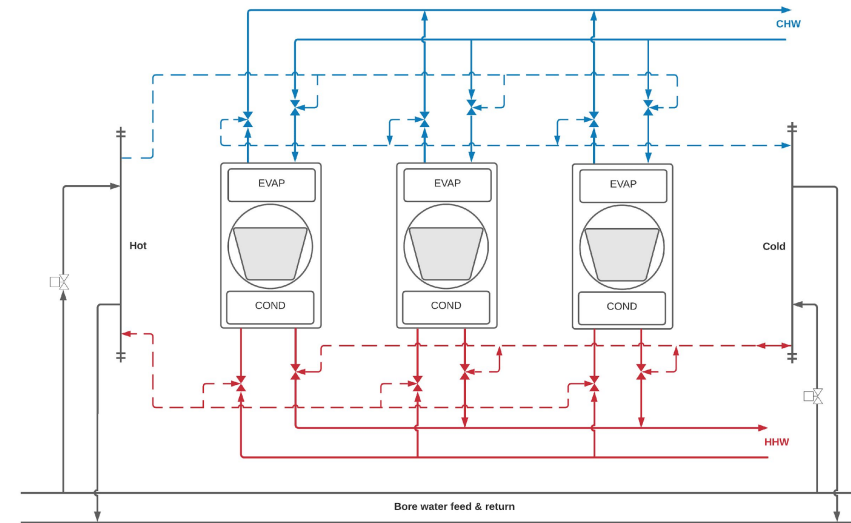 CHW
EVAP
EVAP
EVAP
Hot
Cold
COND
COND
COND
HHW
Bore water feed & return